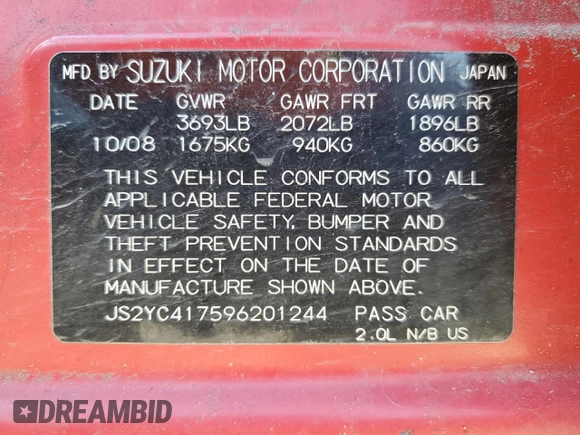 MFD BY SUZUKI MOTOR CORPORATION JAPAN
DATE GVWR GAWR FRT GAWR RR
3693LB 2072LB 1896LB
10/08 1675KG 940KG 860KG
THIS VEHICLE CONFORMS TO ALL
APPLICABLE FEDERAL MOTOR
VEHICLE SAFETY, BUMPER AND
THEFT PREVENTION STANDARDS
IN EFFECT ON THE DATE OF
MANUFACTURE SHOWN ABOVE.
JS2YC417596201244 PASS CAR
2.0L N/B US
DREAMBID